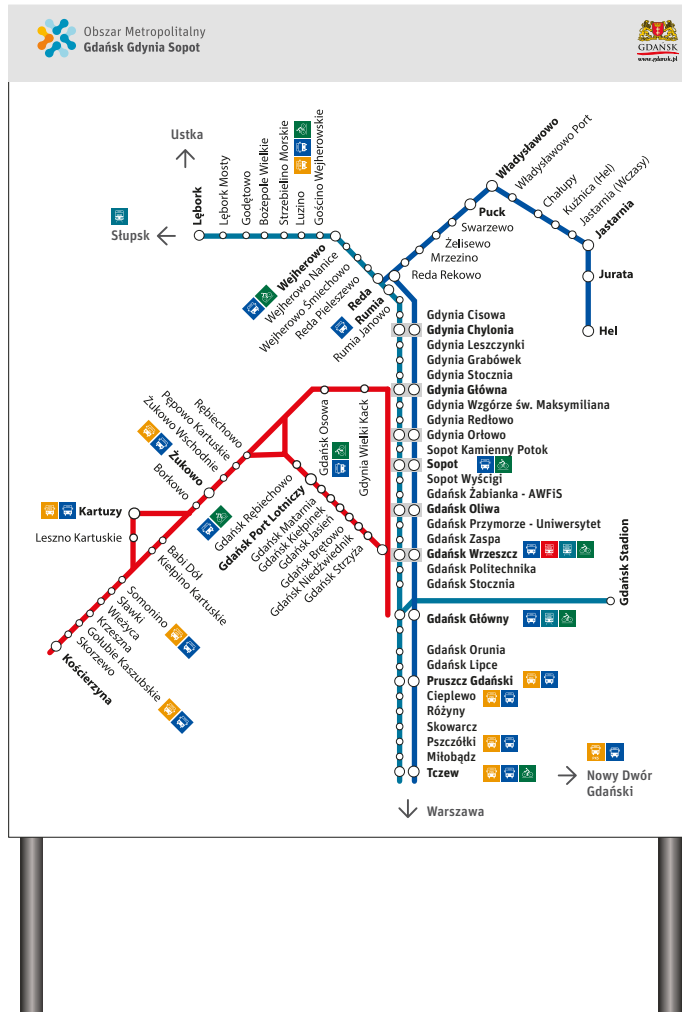 Obszar Metropolitalny
Gdańsk Gdynia Sopot
GDAŃSK
www.gdansk.pl
Ustka
Słupsk
Lębork
Lębork Mosty
Godętowo
Bożepole Wielkie
Strzebielino Morskie
Luzino
Gościno Wejherowskie
Wejherowo
Wejherowo Nanice
Wejherowo Śmiechowo
Reda Pieleszewo
Reda
Rumia
Rumia Janowo
Władysławowo
Władysławowo Port
Chałupy
Kuźnica (Hel)
Jastarnia (Wczasy)
Jastarnia
Jurata
Hel
Puck
Swarzewo
Żelisewo
Mrzezino
Reda Rekowo
Gdynia Cisowa
Gdynia Chylonia
Gdynia Leszczynki
Gdynia Grabówek
Gdynia Stocznia
Gdynia Główna
Gdynia Wzgórze św. Maksymiliana
Gdynia Redłowo
Gdynia Orłowo
Sopot Kamienny Potok
Sopot
Sopot Wyścigi
Gdańsk Żabianka - AWFiS
Gdańsk Oliwa
Gdańsk Przymorze - Uniwersytet
Gdańsk Zaspa
Gdańsk Wrzeszcz
Gdańsk Politechnika
Gdańsk Stocznia
Gdańsk Stadion
Gdańsk Główny
Gdańsk Orunia
Gdańsk Lipce
Pruszcz Gdański
Cieplewo
Różyny
Skowarcz
Pszczółki
Miłobądz
Tczew
Nowy Dwór
Gdański
Warszawa
Rębiechowo
Pępowo Kartuskie
Żukowo Wschodnie
Żukowo
Borkowo
Kartuzy
Leszno Kartuskie
Babi Dół
Kiełpino Kartuskie
Somonino
Sławki
Wieżyca
Krzeszna
Gołubie Kaszubskie
Skorzewo
Kościerzyna
Gdańsk Osowa
Gdynia Wielki Kack
Gdańsk Rębiechowo
Gdańsk Port Lotniczy
Gdańsk Matarnia
Gdańsk Kiełpinek
Gdańsk Jasień
Gdańsk Brętowo
Gdańsk Niedźwiednik
Gdańsk Strzyża